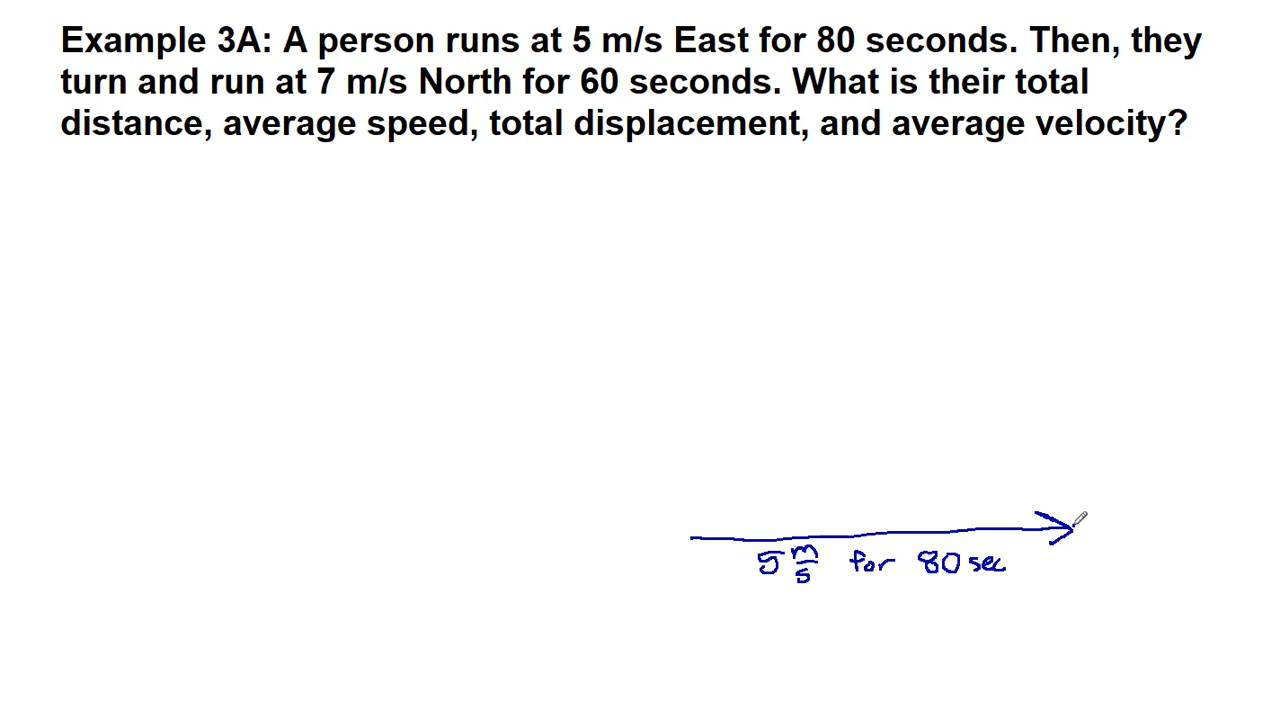 Example 3A: A person runs at 5 m/s East for 80 seconds. Then, they
turn and run at 7 m/s North for 60 seconds. What is their total
distance, average speed, total displacement, and average velocity?
5 m/s for 80 sec